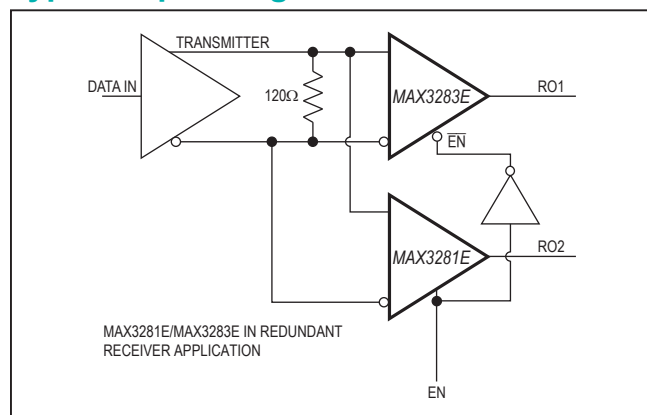 TRANSMITTER
DATA IN
120Ω
MAX3283E
RO1
EN
MAX3281E
RO2
MAX3281E/MAX3283E IN REDUNDANT
RECEIVER APPLICATION
EN